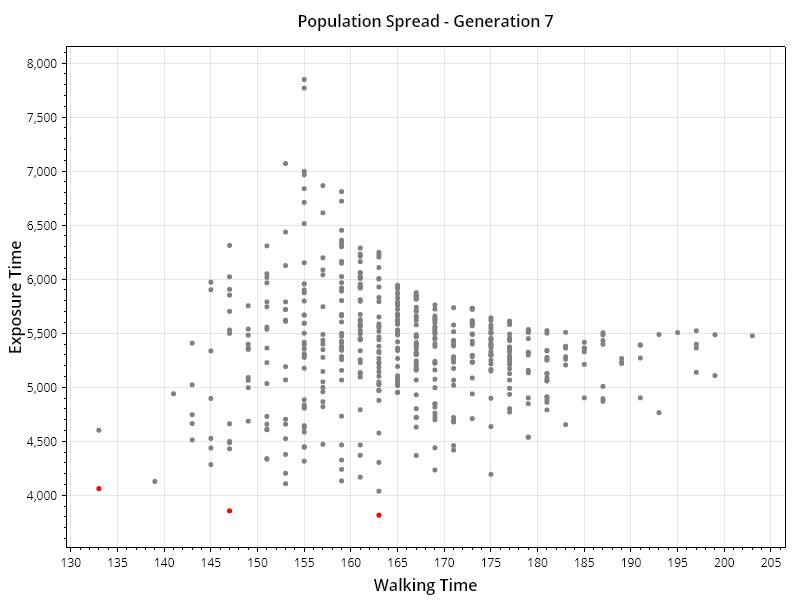 Population Spread - Generation 7
8,000
7,500
7,000
6,500
6,000
5,500
5,000
4,500
4,000
Exposure Time
130 135 140 145 150 155 160 165 170 175 180 185 190 195 200 205
Walking Time